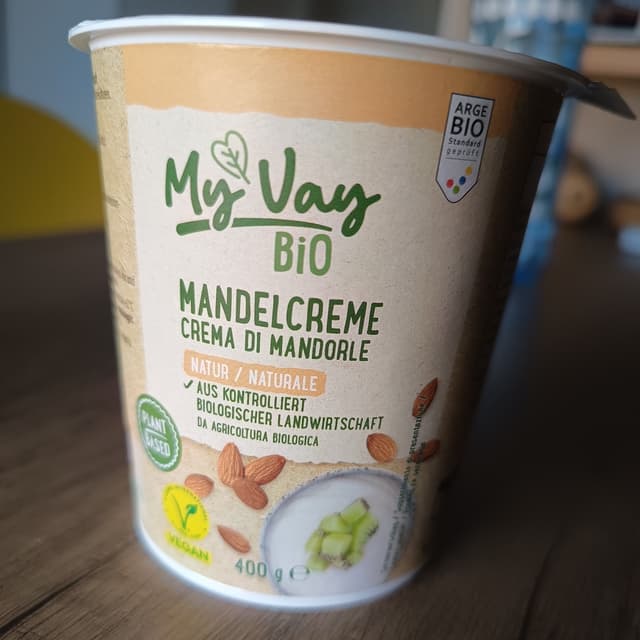 ARGE
BIO
Standard
geprüft
My Vay
BiO
MANDELCREME
CREMA DI MANDORLE
NATUR / NATURALE
✓ AUS KONTROLLIERT
BIOLOGISCHER LANDWIRTSCHAFT
DA AGRICOLTURA BIOLOGICA
PLANT
BASED
VEGAN
400 g ℮